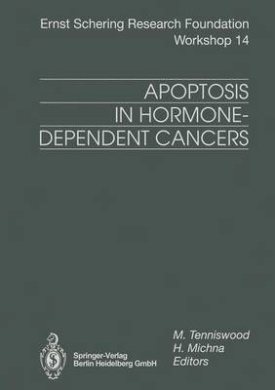 Ernst Schering Research Foundation
Workshop 14
APOPTOSIS
IN HORMONE-
DEPENDENT CANCERS
M. Tenniswood
H. Michna
Editors
Springer-Verlag
Berlin Heidelberg GmbH